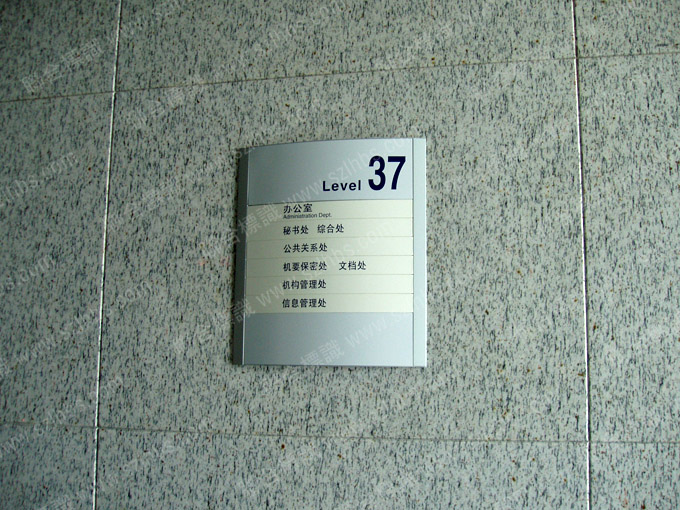 Level 37
办公室
Administration Dept.
秘书处 综合处
公共关系处
机要保密处 文档处
机构管理处
信息管理处